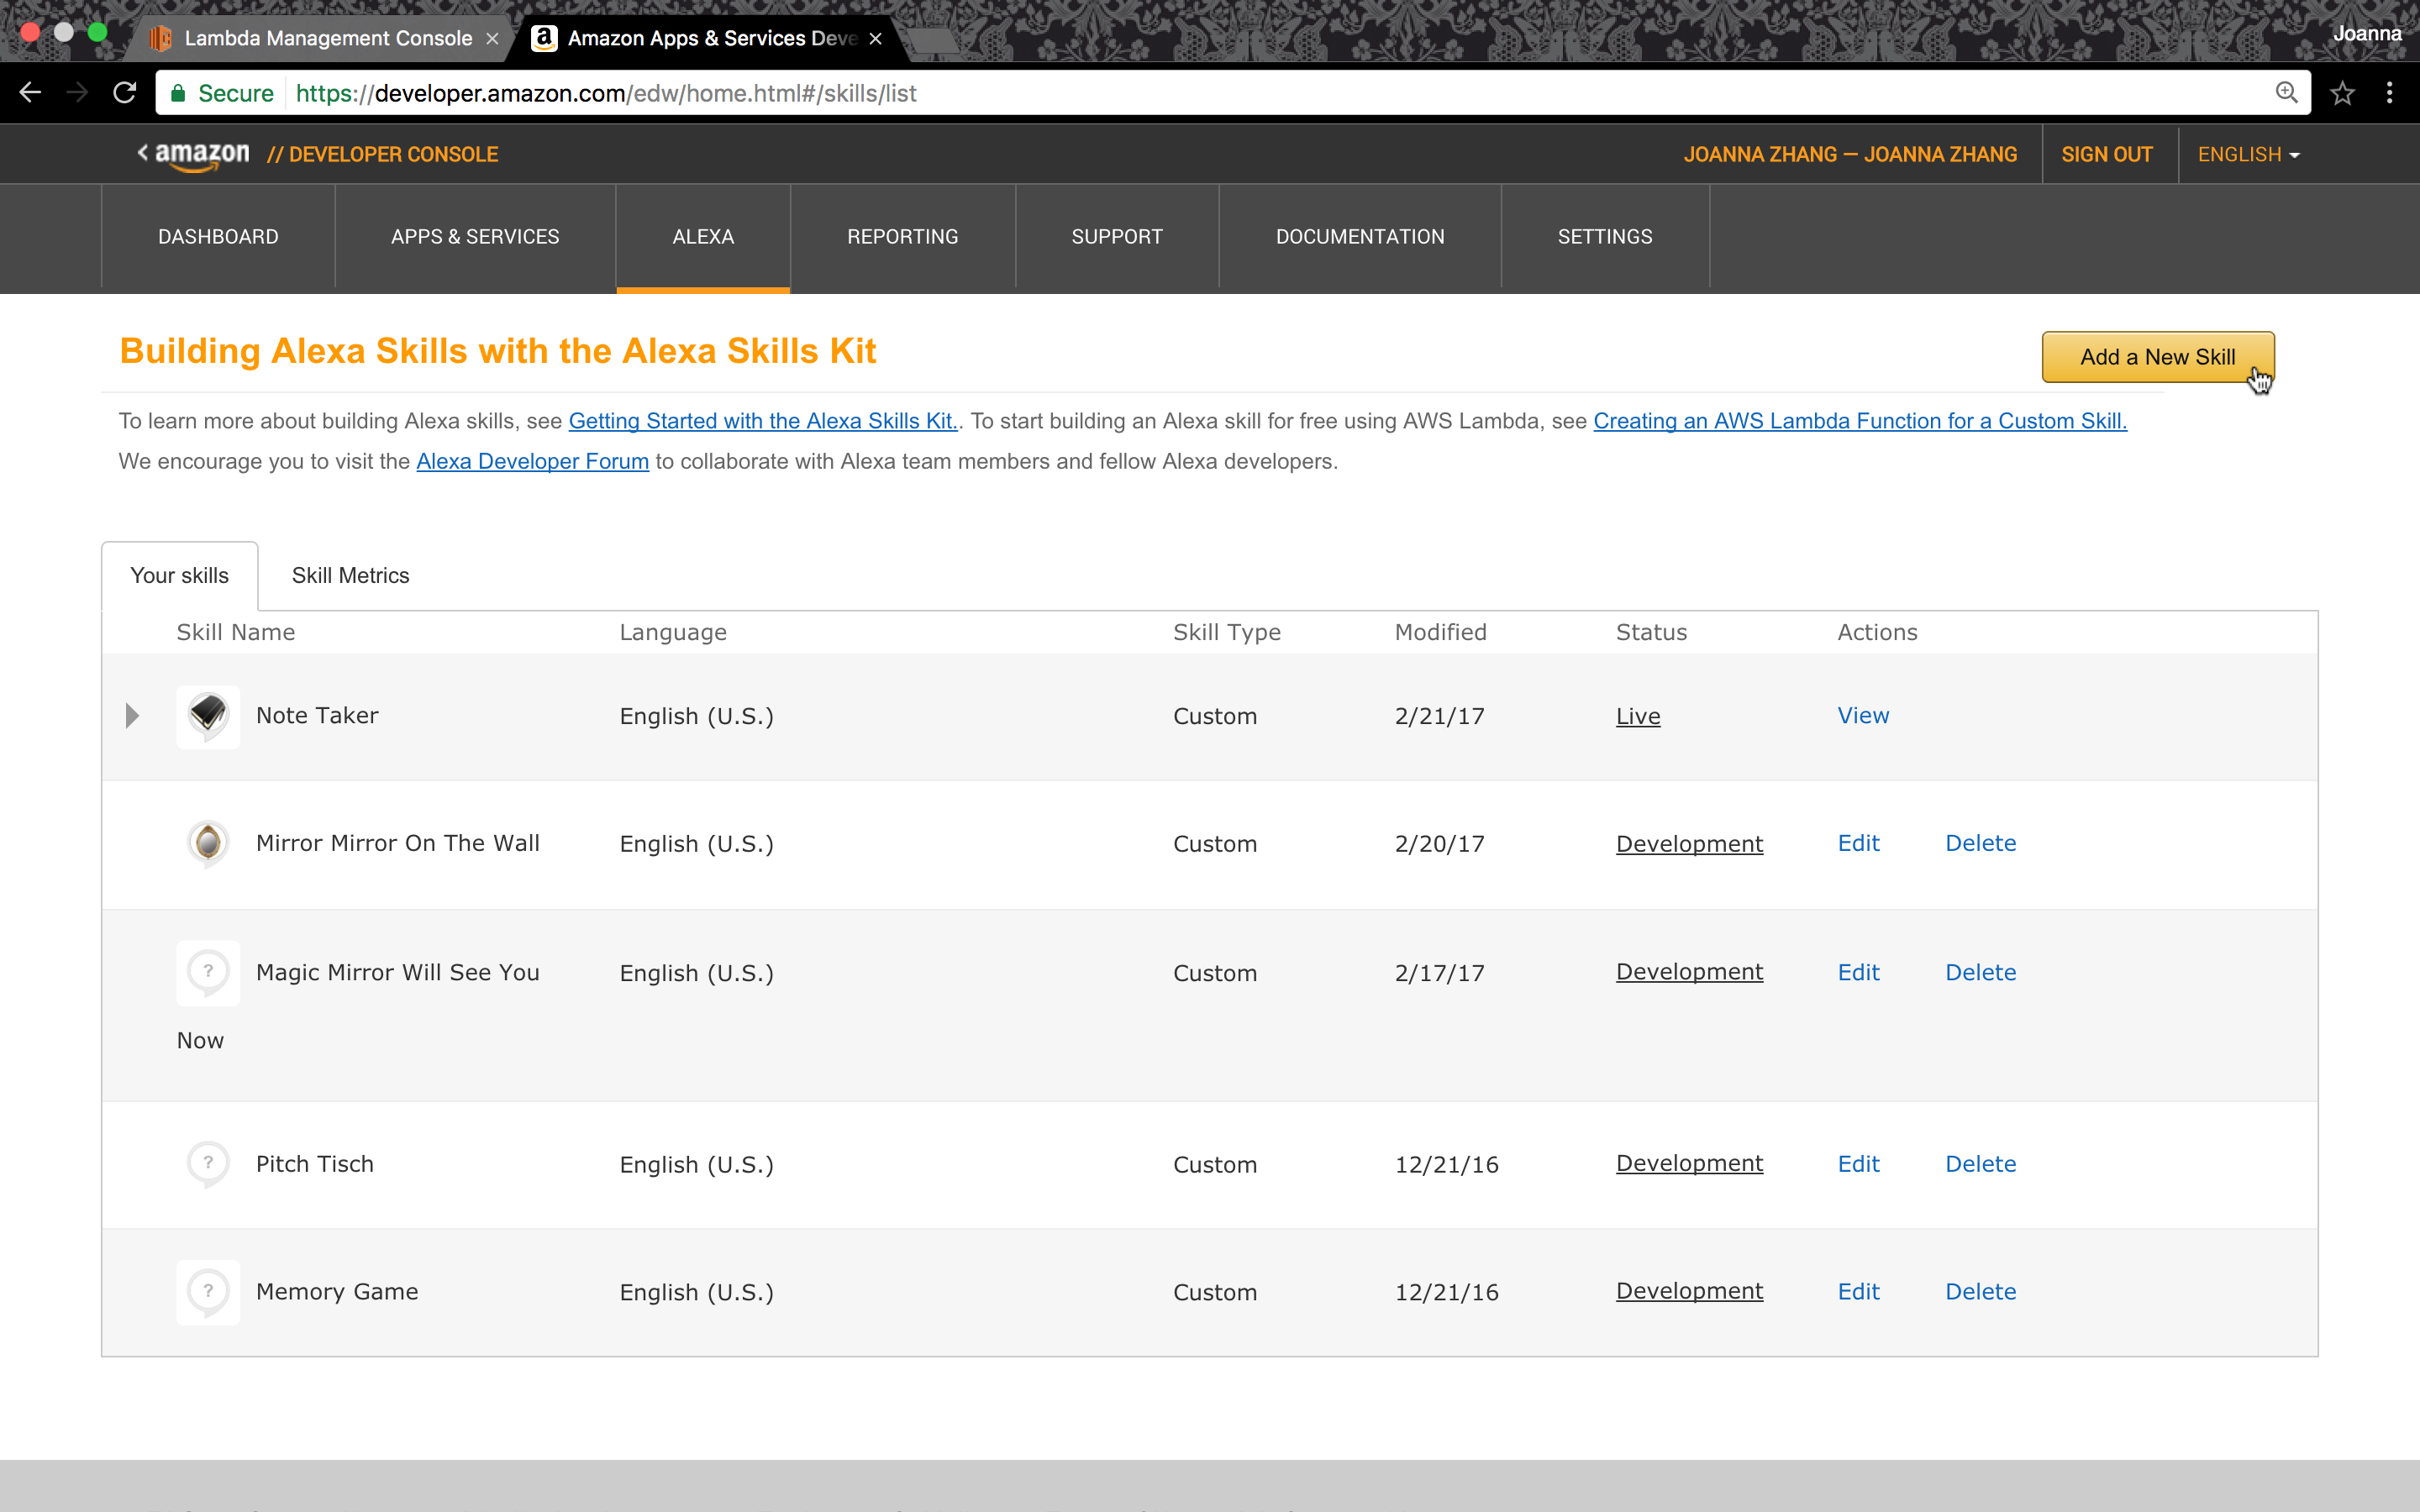 Lambda Management Console
Amazon Apps & Services Deve
Joanna
Secure https://developer.amazon.com/edw/home.html#/skills/list
amazon // DEVELOPER CONSOLE
JOANNA ZHANG — JOANNA ZHANG
SIGN OUT
ENGLISH
DASHBOARD APPS & SERVICES ALEXA REPORTING SUPPORT DOCUMENTATION SETTINGS
Building Alexa Skills with the Alexa Skills Kit
Add a New Skill
To learn more about building Alexa skills, see Getting Started with the Alexa Skills Kit.. To start building an Alexa skill for free using AWS Lambda, see Creating an AWS Lambda Function for a Custom Skill.
We encourage you to visit the Alexa Developer Forum to collaborate with Alexa team members and fellow Alexa developers.
Your skills Skill Metrics
Skill Name Language Skill Type Modified Status Actions
Note Taker English (U.S.) Custom 2/21/17 Live View
Mirror Mirror On The Wall English (U.S.) Custom 2/20/17 Development Edit Delete
? Magic Mirror Will See You English (U.S.) Custom 2/17/17 Development Edit Delete
Now
? Pitch Tisch English (U.S.) Custom 12/21/16 Development Edit Delete
? Memory Game English (U.S.) Custom 12/21/16 Development Edit Delete